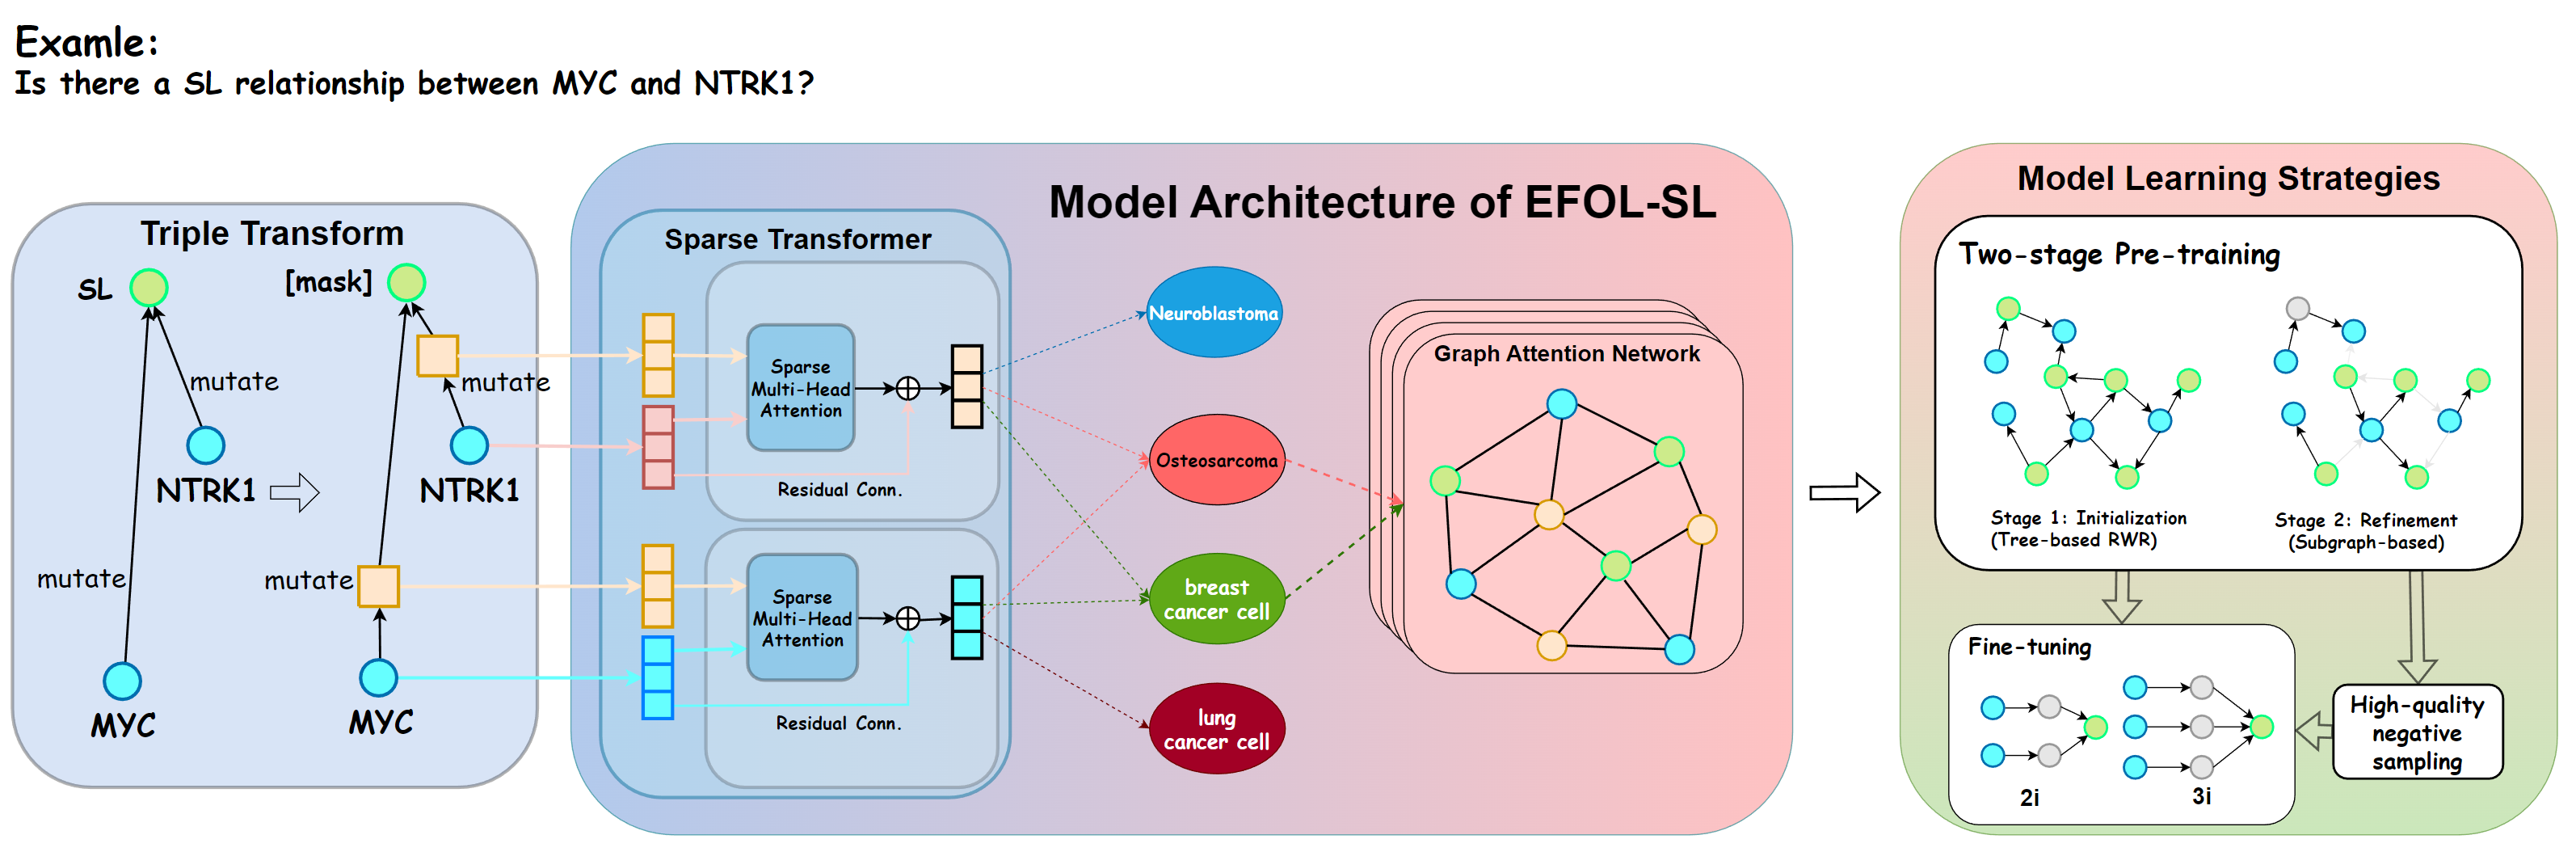 Examle:
Is there a SL relationship between MYC and NTRK1?
Triple Transform
SL
[mask]
mutate
mutate
NTRK1
NTRK1
mutate
mutate
MYC
MYC
Model Architecture of EFOL-SL
Sparse Transformer
Sparse
Multi-Head
Attention
Residual Conn.
Sparse
Multi-Head
Attention
Residual Conn.
Neuroblastoma
Osteosarcoma
breast
cancer cell
lung
cancer cell
Graph Attention Network
Model Learning Strategies
Two-stage Pre-training
Stage 1: Initialization
(Tree-based RWR)
Stage 2: Refinement
(Subgraph-based)
Fine-tuning
2i
3i
High-quality
negative
sampling